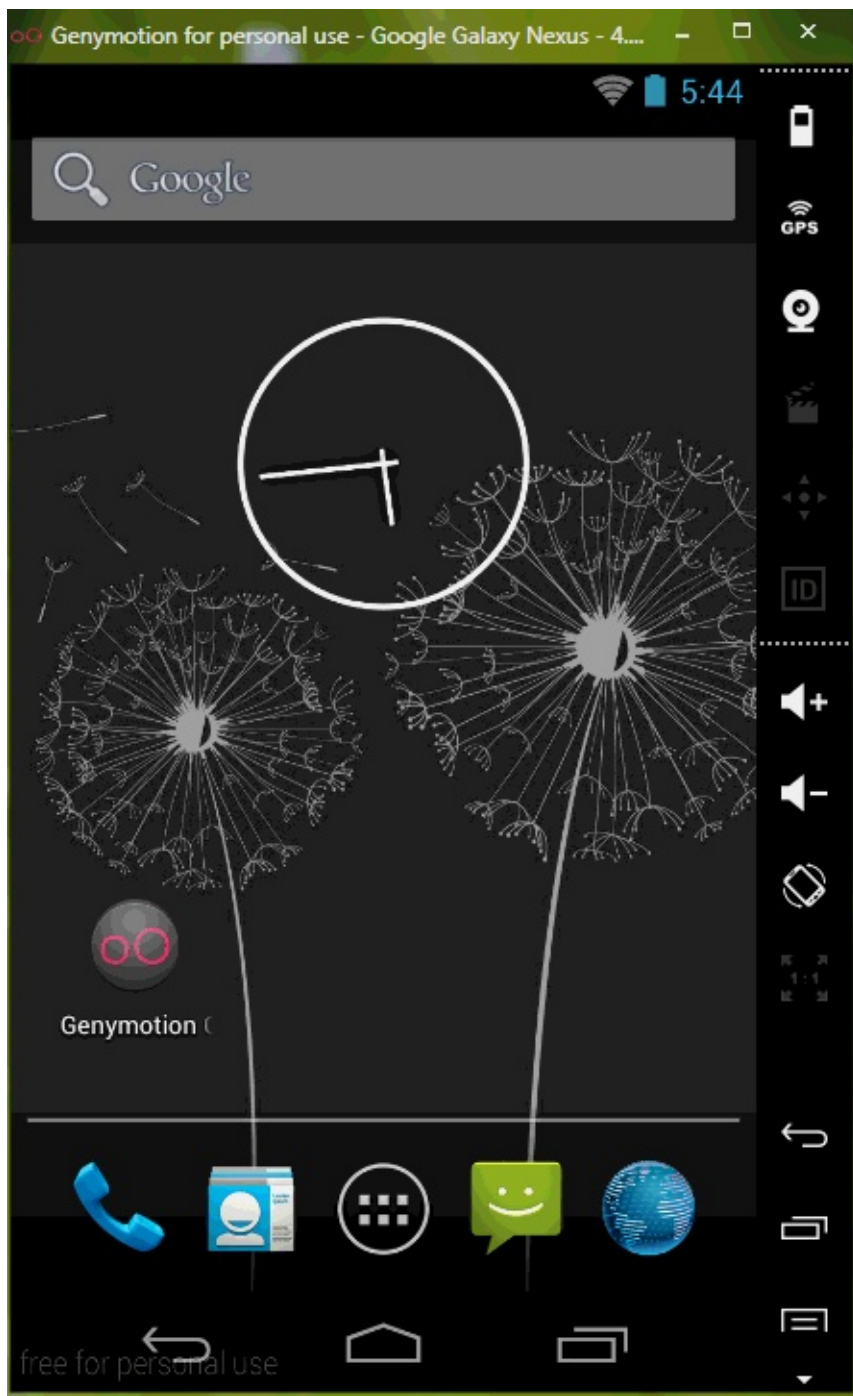 Genymotion for personal use - Google Galaxy Nexus - 4....
5:44
Google
GPS
ID
1:1
Genymotion
free for personal use